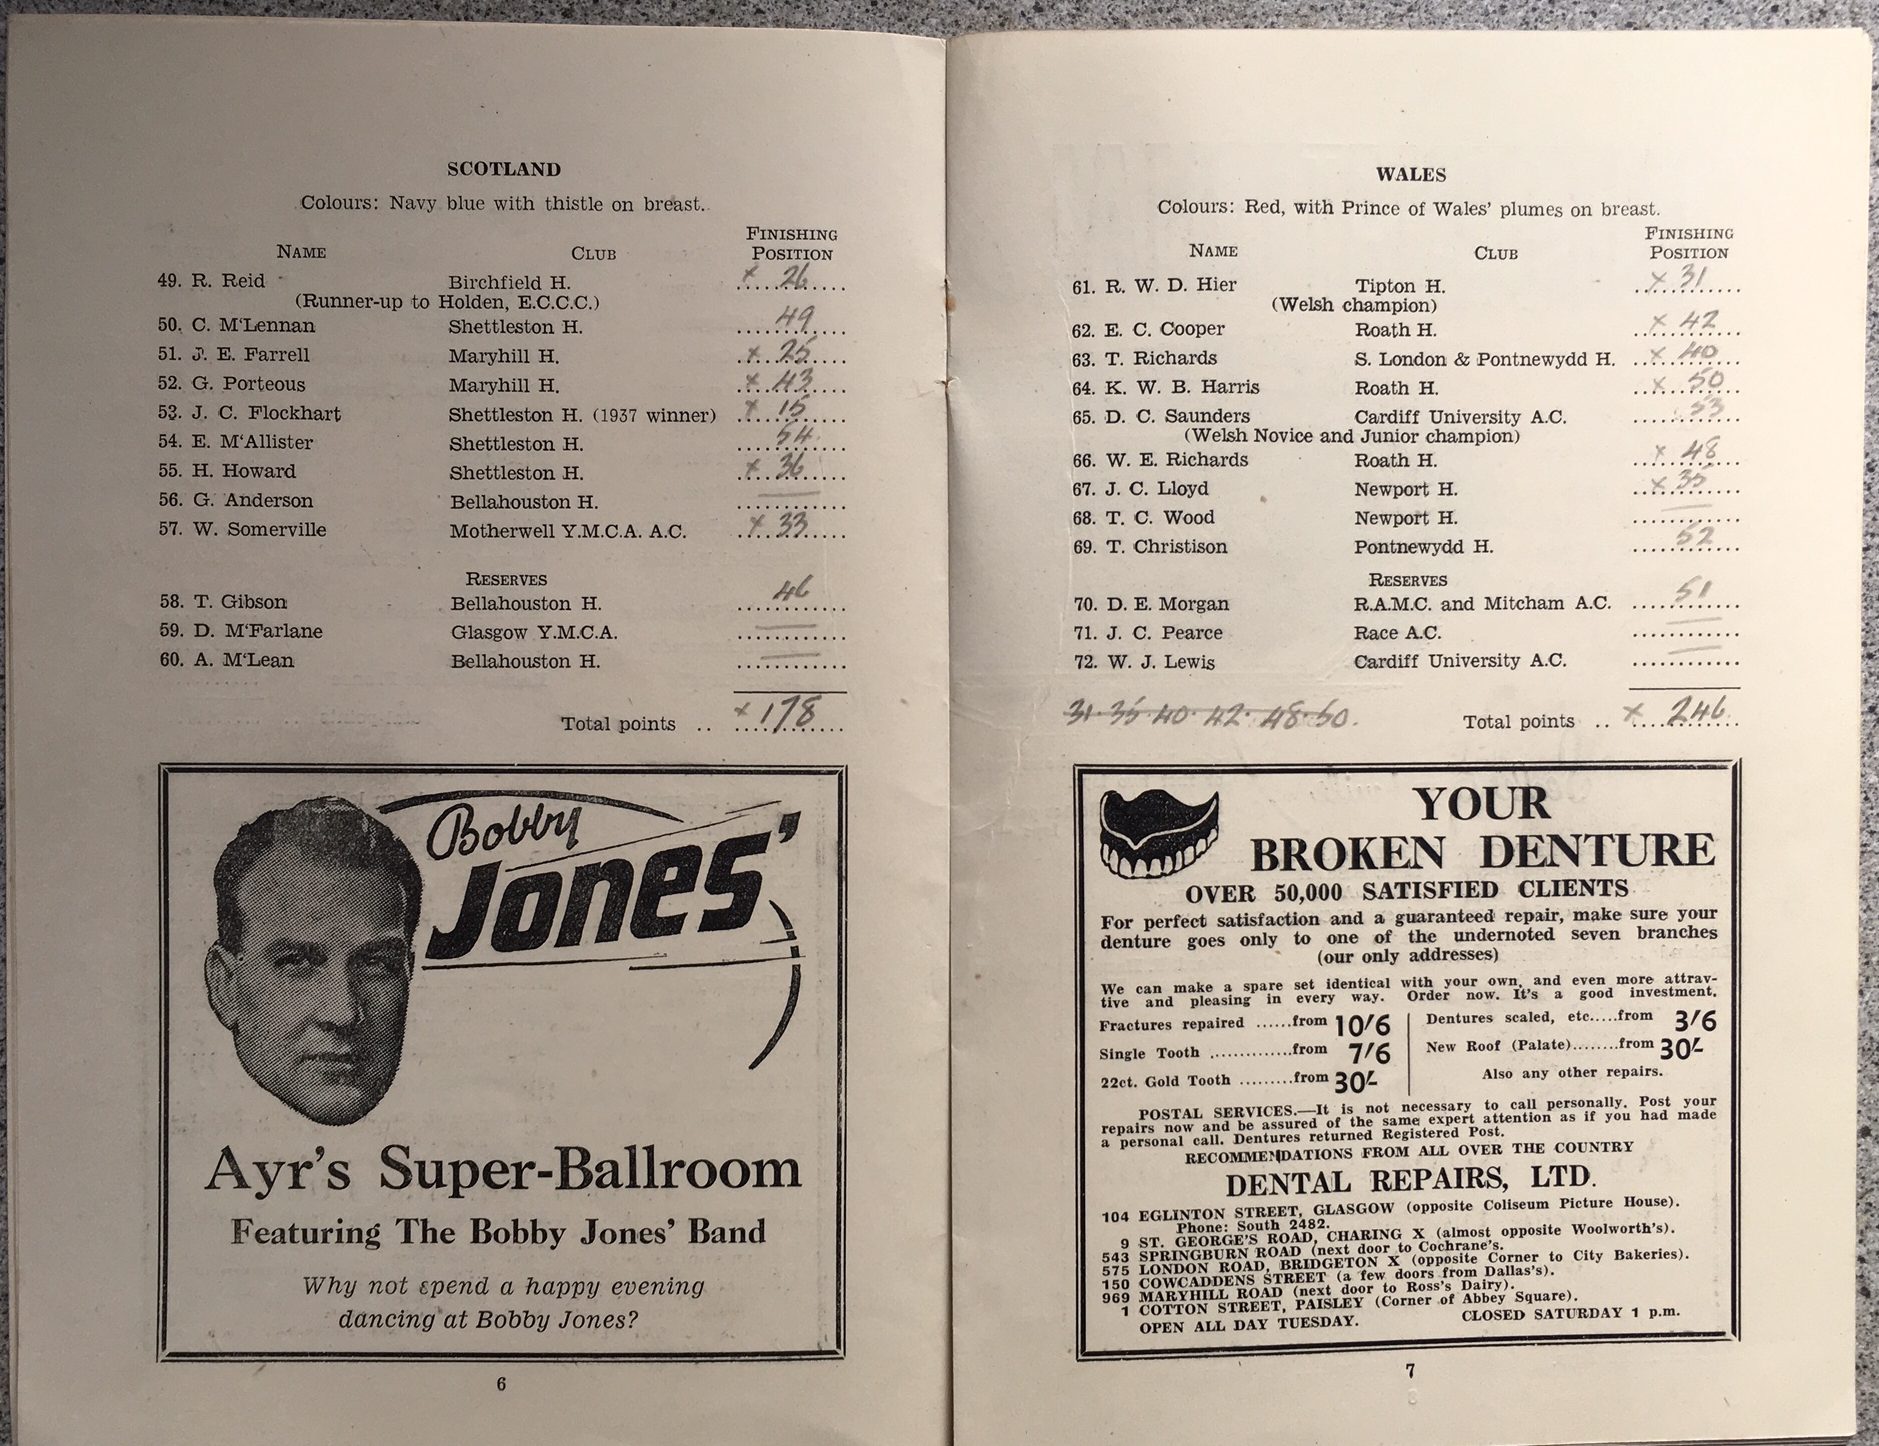 SCOTLAND
Colours: Navy blue with thistle on breast.
NAME CLUB FINISHING POSITION
49. R. Reid Birchfield H. x 26
(Runner-up to Holden, E.C.C.C.)
50. C. M'Lennan Shettleston H. 49
51. J. E. Farrell Maryhill H. x 25
52. G. Porteous Maryhill H. x 43
53. J. C. Flockhart Shettleston H. (1937 winner) x 15
54. E. M'Allister Shettleston H. 54
55. H. Howard Shettleston H. x 36
56. G. Anderson Bellahouston H.
57. W. Somerville Motherwell Y.M.C.A. A.C. x 33
RESERVES
58. T. Gibson Bellahouston H. 46
59. D. M'Farlane Glasgow Y.M.C.A.
60. A. M'Lean Bellahouston H.
Total points .. x 178
Bobby
Jones'
Ayr's Super-Ballroom
Featuring The Bobby Jones' Band
Why not spend a happy evening
dancing at Bobby Jones?
6
WALES
Colours: Red, with Prince of Wales' plumes on breast.
NAME CLUB FINISHING POSITION
61. R. W. D. Hier Tipton H. x 31
(Welsh champion)
62. E. C. Cooper Roath H. x 42
63. T. Richards S. London & Pontnewydd H. x 40
64. K. W. B. Harris Roath H. x 50
65. D. C. Saunders Cardiff University A.C. 53
(Welsh Novice and Junior champion)
66. W. E. Richards Roath H. x 48
67. J. C. Lloyd Newport H. x 35
68. T. C. Wood Newport H.
69. T. Christison Pontnewydd H. 52
RESERVES
70. D. E. Morgan R.A.M.C. and Mitcham A.C. 51
71. J. C. Pearce Race A.C.
72. W. J. Lewis Cardiff University A.C.
31. 35. 40. 42. 48. 50. Total points .. x 246
YOUR
BROKEN DENTURE
OVER 50,000 SATISFIED CLIENTS
For perfect satisfaction and a guaranteed repair, make sure your
denture goes only to one of the undernoted seven branches
(our only addresses)
We can make a spare set identical with your own, and even more attrav-
tive and pleasing in every way. Order now. It's a good investment.
Fractures repaired ......from 10/6 Dentures scaled, etc.....from 3/6
Single Tooth .............from 7/6 New Roof (Palate)........from 30/-
22ct. Gold Tooth .........from 30/- Also any other repairs.
POSTAL SERVICES.—It is not necessary to call personally. Post your
repairs now and be assured of the same expert attention as if you had made
a personal call. Dentures returned Registered Post.
RECOMMENDATIONS FROM ALL OVER THE COUNTRY
DENTAL REPAIRS, LTD.
104 EGLINTON STREET, GLASGOW (opposite Coliseum Picture House).
Phone: South 2482.
9 ST. GEORGE'S ROAD, CHARING X (almost opposite Woolworth's).
543 SPRINGBURN ROAD (next door to Cochrane's.
575 LONDON ROAD, BRIDGETON X (opposite Corner to City Bakeries).
150 COWCADDENS STREET (a few doors from Dallas's).
969 MARYHILL ROAD (next door to Ross's Dairy).
1 COTTON STREET, PAISLEY (Corner of Abbey Square).
OPEN ALL DAY TUESDAY. CLOSED SATURDAY 1 p.m.
7